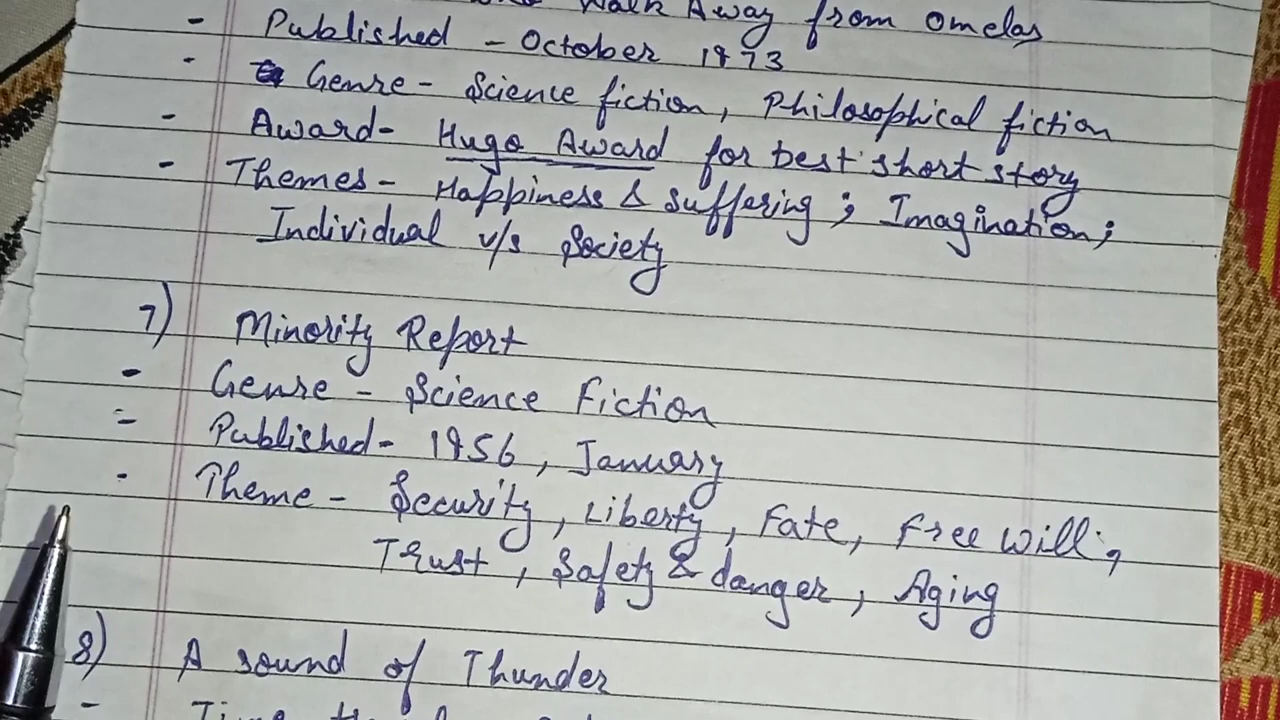 Walk Away from Omelas
- Published - October 1973
- Genre - Science fiction, Philosophical fiction
- Award - Hugo Award for best short story
- Themes - Happiness & suffering ; Imagination ;
Individual v/s Society
7) Minority Report
- Genre - Science Fiction
- Published - 1956, January
- Theme - Security, Liberty, Fate, Free will,
Trust, Safety & danger, Aging
8) A sound of Thunder
-